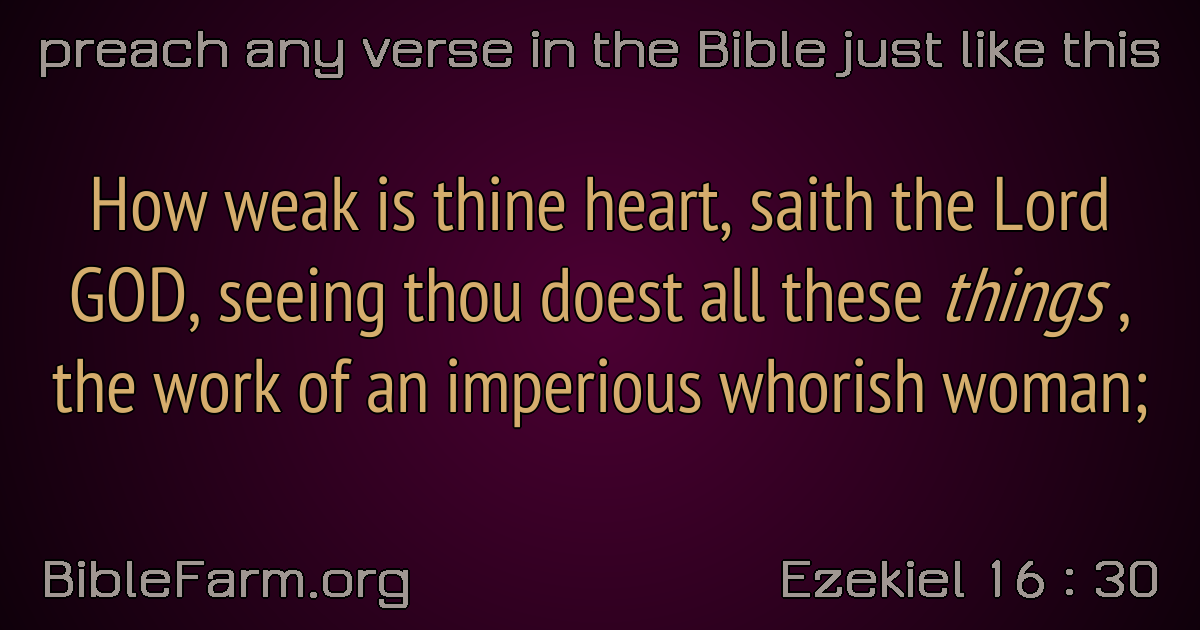 preach any verse in the Bible just like this
How weak is thine heart, saith the Lord
GOD, seeing thou doest all these things ,
the work of an imperious whorish woman;
BibleFarm.org
Ezekiel 16 : 30